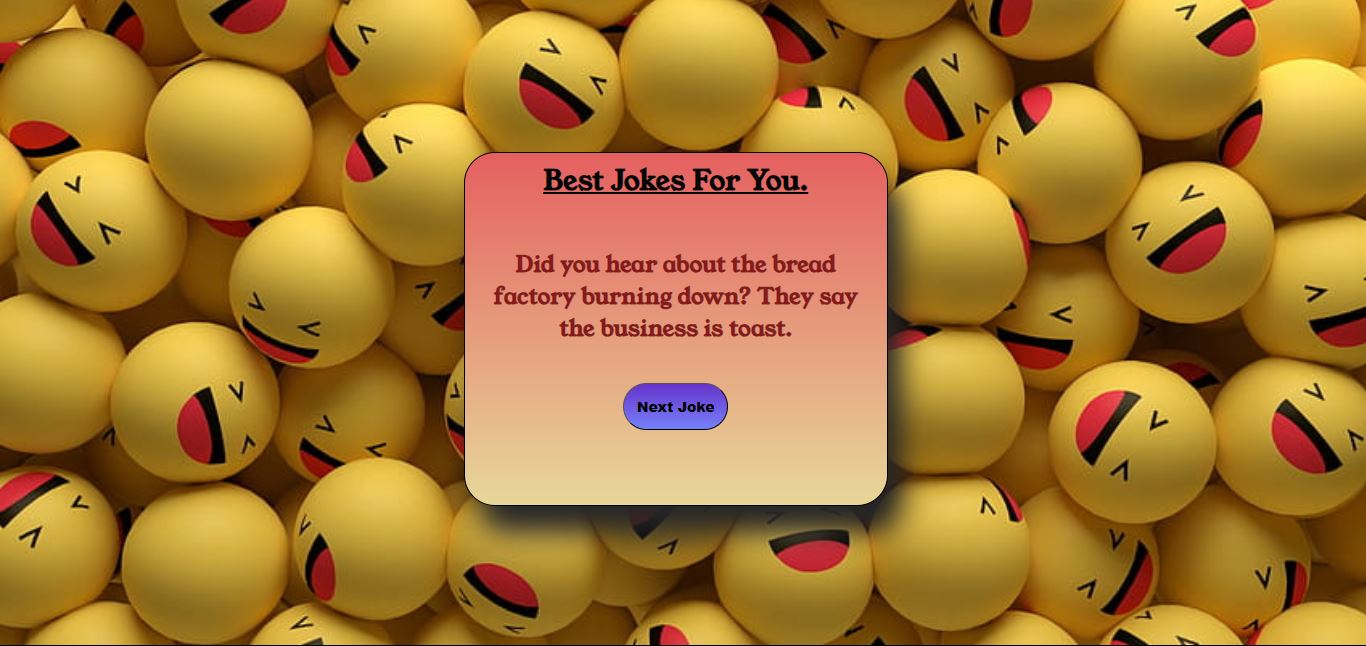 Best Jokes For You.
Did you hear about the bread
factory burning down? They say
the business is toast.
Next Joke